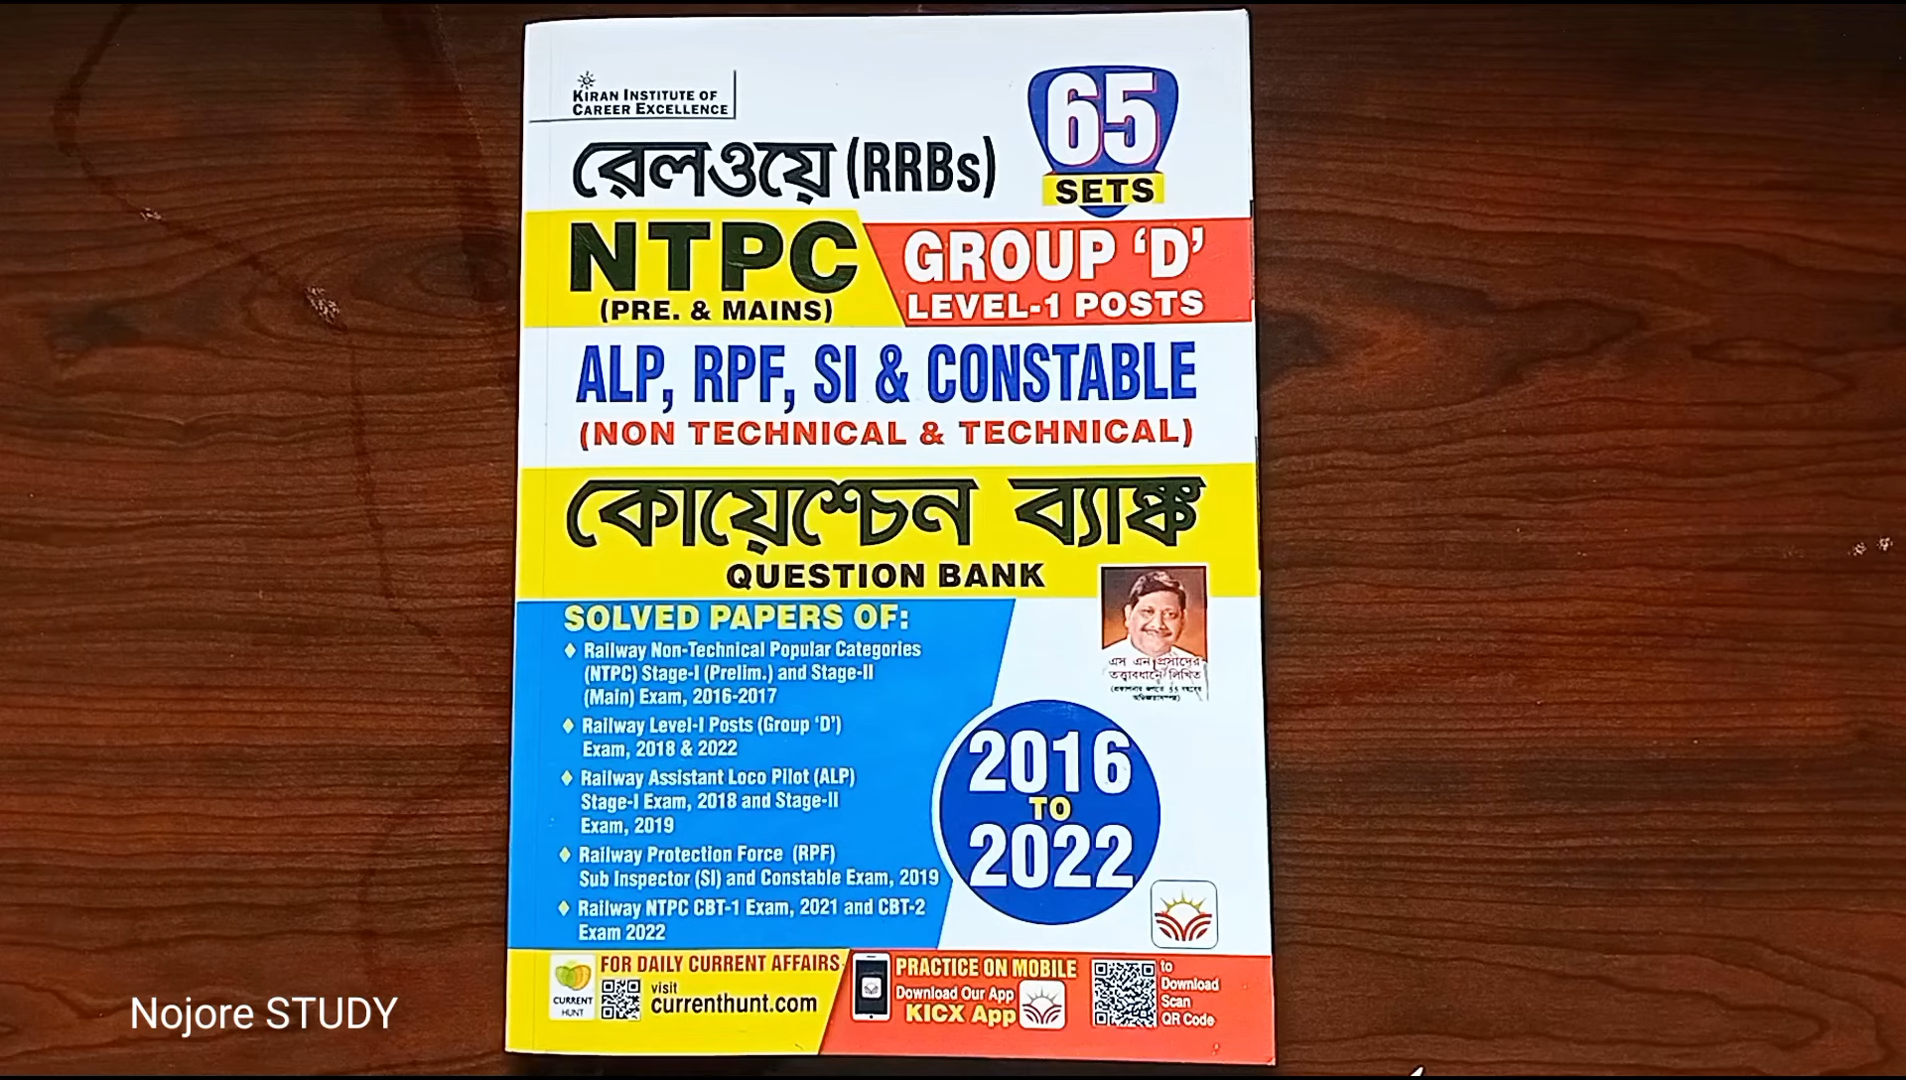 KIRAN INSTITUTE OF
CAREER EXCELLENCE
65
SETS
রেলওয়ে (RRBs)
NTPC
(PRE. & MAINS)
GROUP ‘D’
LEVEL-1 POSTS
ALP, RPF, SI & CONSTABLE
(NON TECHNICAL & TECHNICAL)
কোয়েশ্চেন ব্যাঙ্ক
QUESTION BANK
SOLVED PAPERS OF:
Railway Non-Technical Popular Categories
(NTPC) Stage-I (Prelim.) and Stage-II
(Main) Exam, 2016-2017
Railway Level-I Posts (Group ‘D’)
Exam, 2018 & 2022
Railway Assistant Loco Pilot (ALP)
Stage-I Exam, 2018 and Stage-II
Exam, 2019
Railway Protection Force (RPF)
Sub Inspector (SI) and Constable Exam, 2019
Railway NTPC CBT-1 Exam, 2021 and CBT-2
Exam 2022
এস এন প্রসাদের
তত্ত্বাবধানে লিখিত
2016
TO
2022
CURRENT
HUNT
FOR DAILY CURRENT AFFAIRS
visit
currenthunt.com
PRACTICE ON MOBILE
Download Our App
KICX App
to
Download
Scan
QR Code
Nojore STUDY